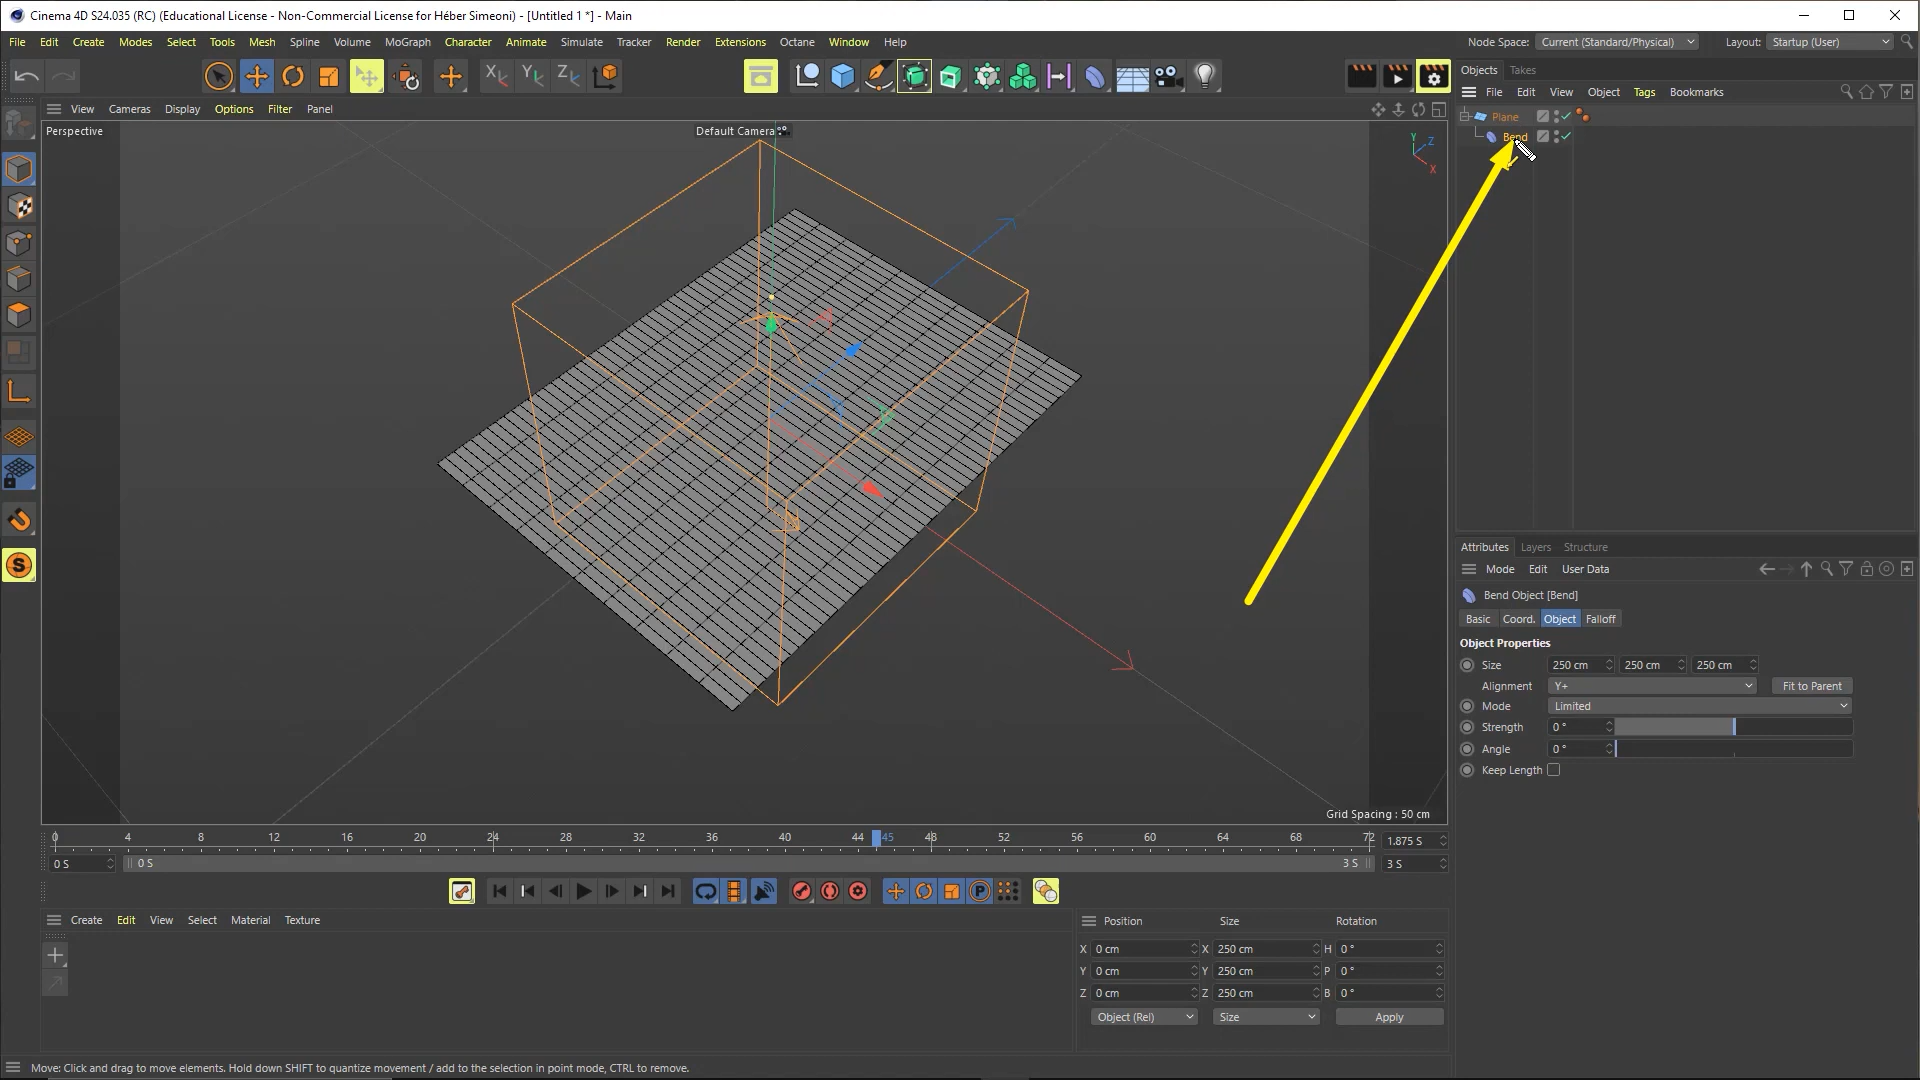 Cinema 4D S24.035 (RC) (Educational License - Non-Commercial License for Héber Simeoni) - [Untitled 1 *] - Main
File Edit Create Modes Select Tools Mesh Spline Volume MoGraph Character Animate Simulate Tracker Render Extensions Octane Window Help
Node Space: Current (Standard/Physical) Layout: Startup (User)
X Y Z
Objects Takes
File Edit View Object Tags Bookmarks
View Cameras Display Options Filter Panel
Perspective
Default Camera
Y
Z
X
Plane
Bend
S
Grid Spacing : 50 cm
Attributes Layers Structure
Mode Edit User Data
Bend Object [Bend]
Basic Coord. Object Falloff
Object Properties
Size 250 cm 250 cm 250 cm
Alignment Y+ Fit to Parent
Mode Limited
Strength 0 °
Angle 0 °
Keep Length
0 4 8 12 16 20 24 28 32 36 40 44 45 48 52 56 60 64 68 72 1.875 S
0 S 0 S 3 S 3 S
P
Create Edit View Select Material Texture
Position Size Rotation
X 0 cm X 250 cm H 0 °
Y 0 cm Y 250 cm P 0 °
Z 0 cm Z 250 cm B 0 °
Object (Rel) Size Apply
Move: Click and drag to move elements. Hold down SHIFT to quantize movement / add to the selection in point mode, CTRL to remove.